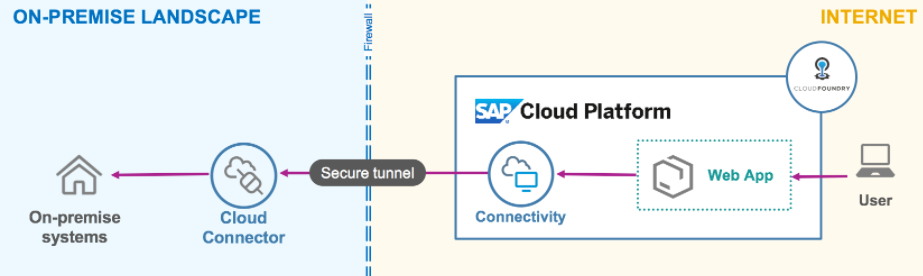 ON-PREMISE LANDSCAPE
Firewall
INTERNET
CLOUDFOUNDRY
SAP Cloud Platform
Secure tunnel
Web App
On-premise
systems
Cloud
Connector
Connectivity
User